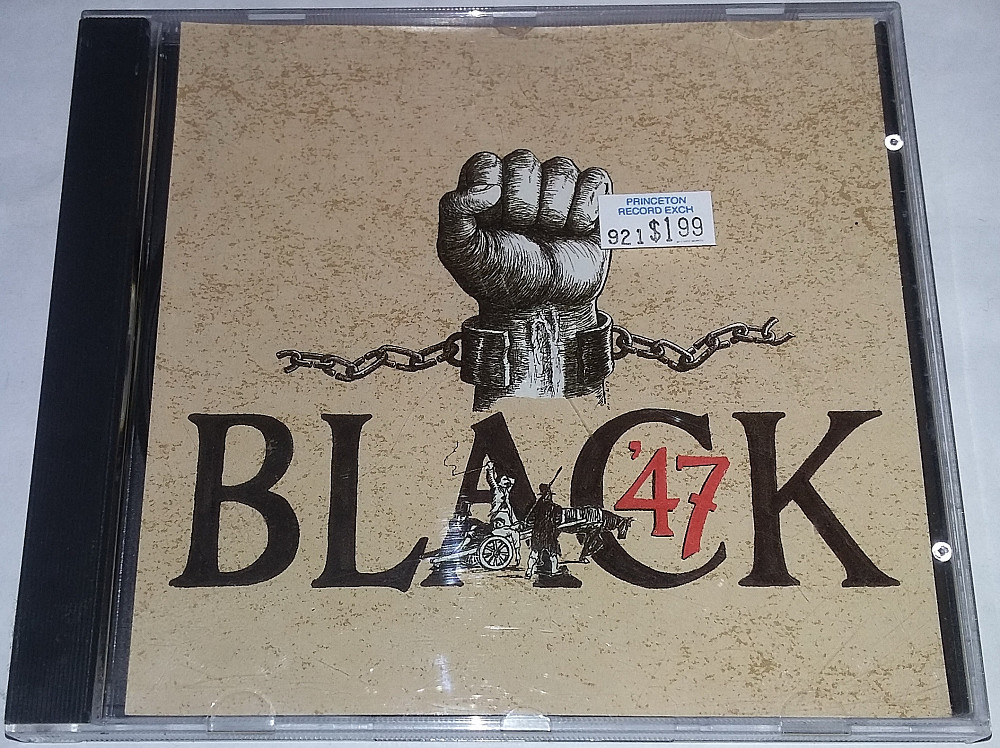 PRINCETON
RECORD EXCH
921 $1.99
BLACK
'47